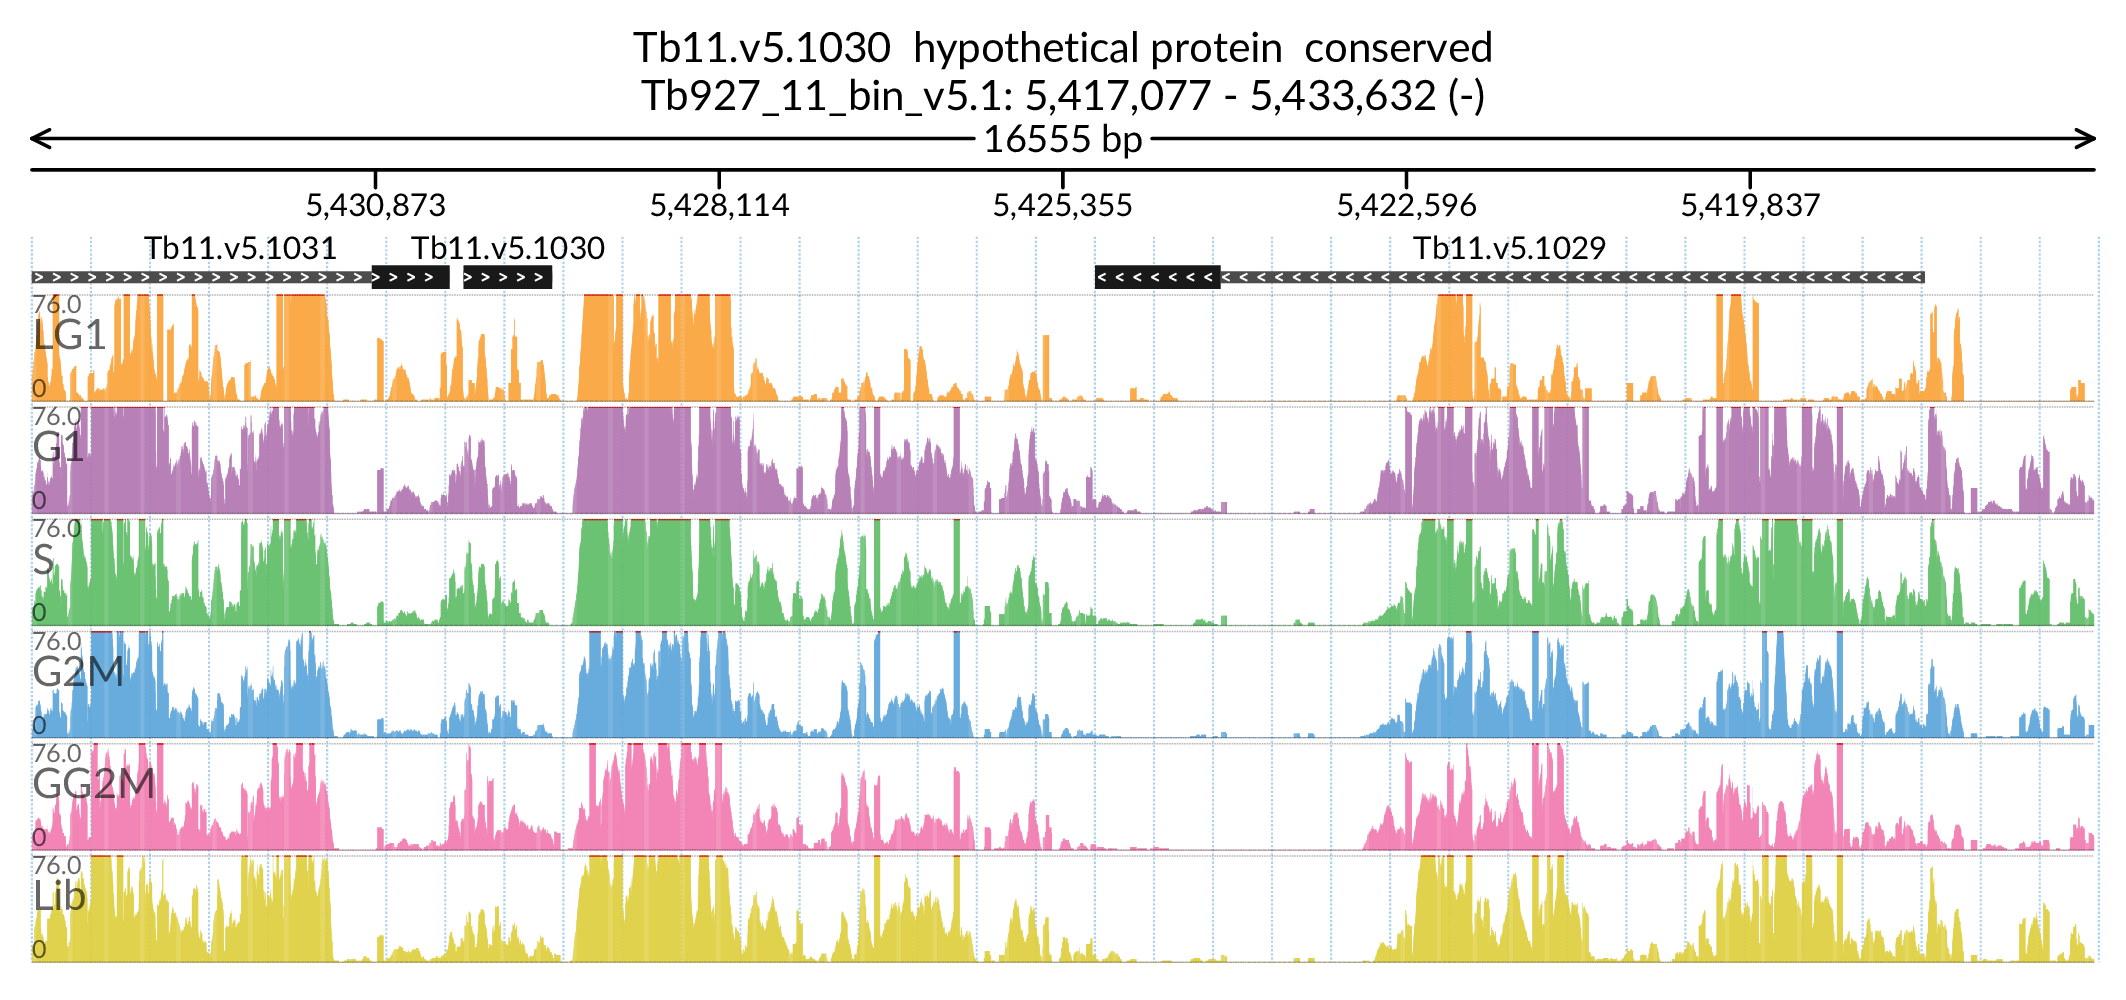 Tb11.v5.1030 hypothetical protein conserved
Tb927_11_bin_v5.1: 5,417,077 - 5,433,632 (-)
16555 bp
5,430,873 5,428,114 5,425,355 5,422,596 5,419,837
Tb11.v5.1031 Tb11.v5.1030 Tb11.v5.1029
76.0
LG1
0
76.0
G1
0
76.0
S
0
76.0
G2M
0
76.0
GG2M
0
76.0
Lib
0